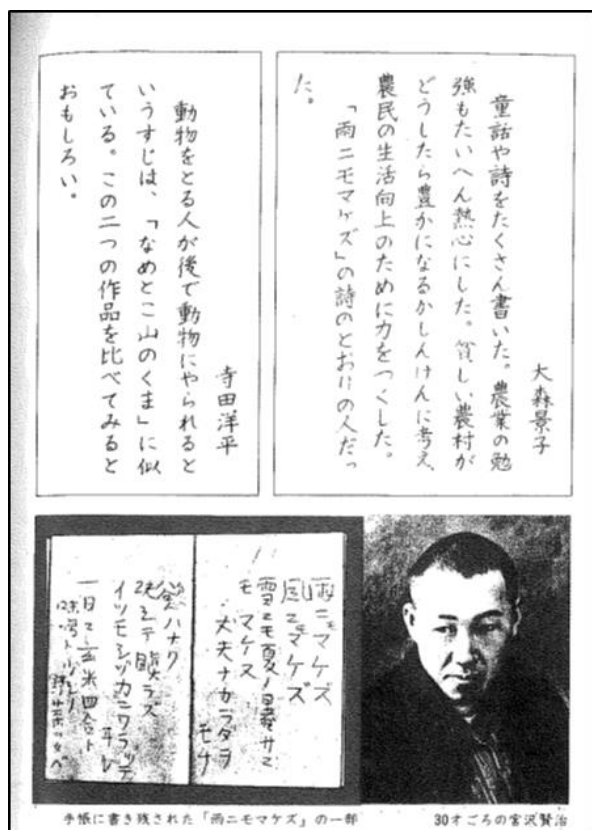 大森景子
童話や詩をたくさん書いた。農業の勉
強もたいへん熱心にした。貧しい農村が
どうしたら豊かになるかしんけんに考え、
農民の生活向上のために力をつくした。
「雨ニモマケズ」の詩のとおりの人だっ
た。
寺田洋平
動物をとる人が後で動物にやられると
いうすじは、「なめとこ山のくま」に似
ている。この二つの作品を比べてみると
おもしろい。
雨ニモマケズ
風ニモマケズ
雪ニモ夏ノ暑サニ
モマケヌ
丈夫ナカラダヲ
モチ
慾ハナク
決シテ瞋ラズ
イツモシヅカニワラッテ
ヰル
一日ニ玄米四合ト
手帳に書き残された「雨ニモマケズ」の一部
30才ごろの宮沢賢治